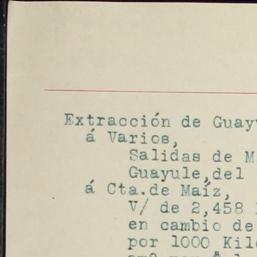 Extracción de Guay
á Varios,
Salidas de M
Guayule,del
á Cta.de Maíz,
V/ de 2,458
en cambio de
por 1000 Kil